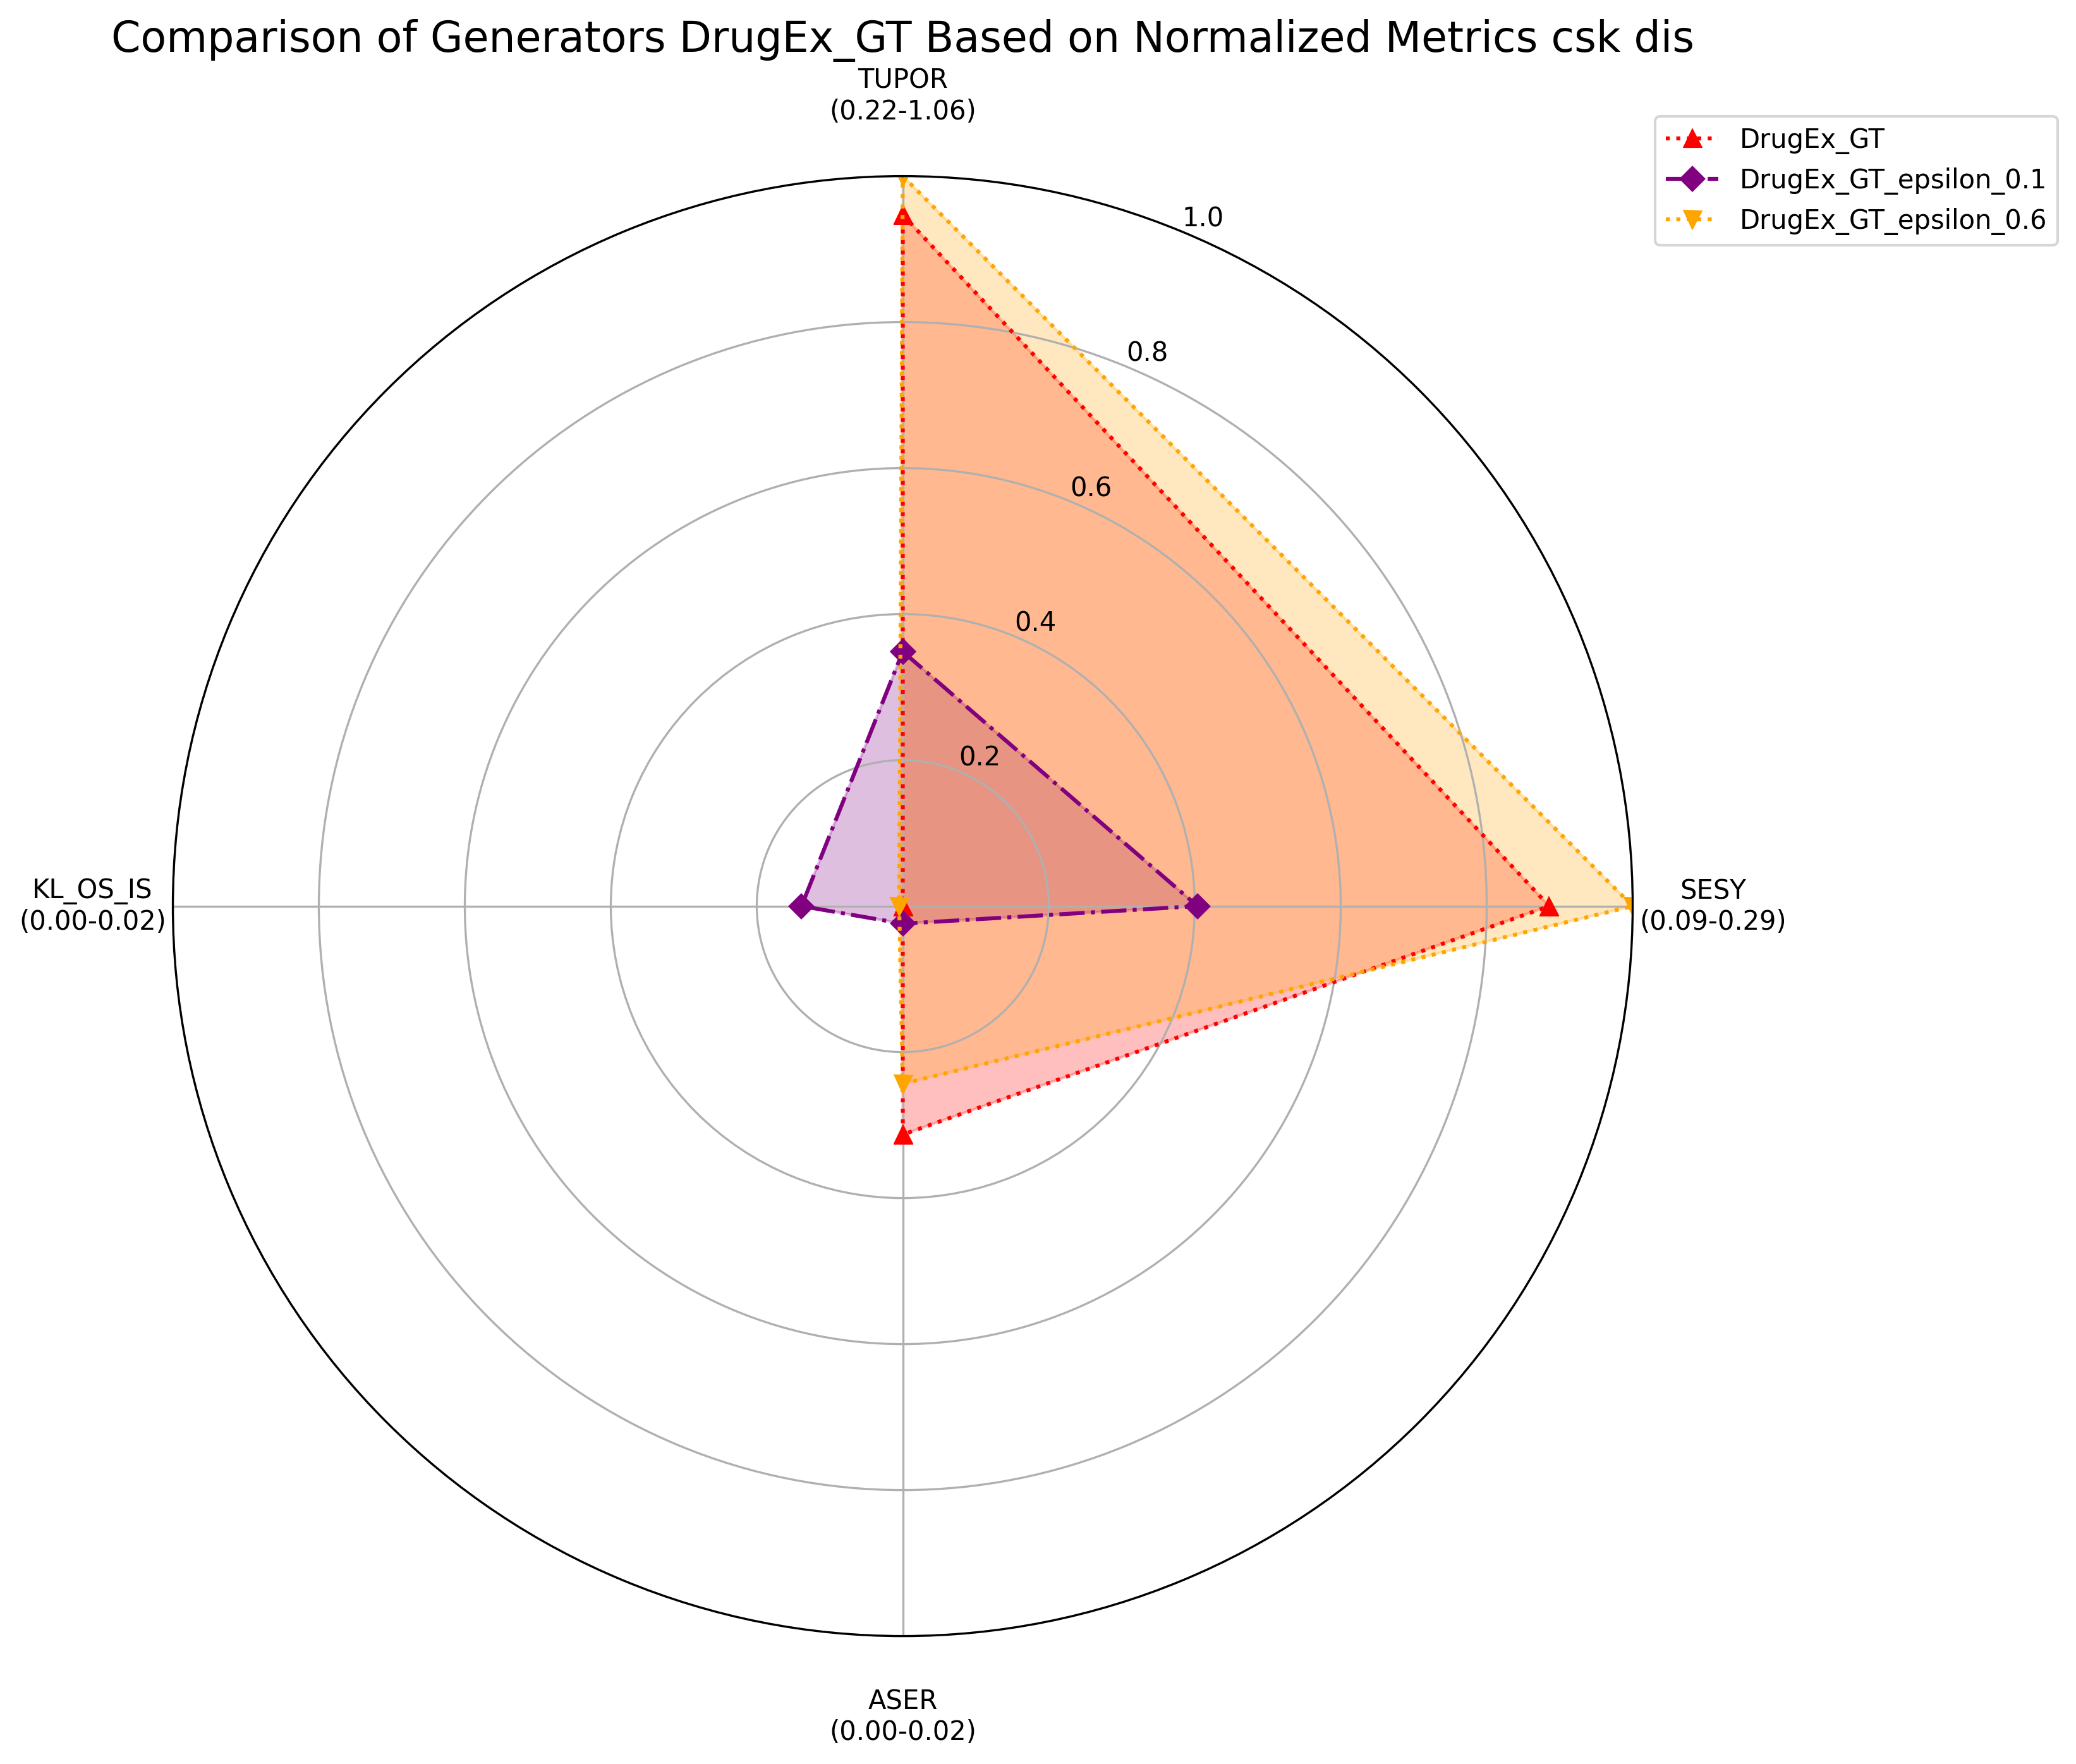 Comparison of Generators DrugEx_GT Based on Normalized Metrics csk dis
TUPOR
(0.22-1.06)
DrugEx_GT
DrugEx_GT_epsilon_0.1
DrugEx_GT_epsilon_0.6
1.0
0.8
0.6
0.4
0.2
KL_OS_IS
(0.00-0.02)
SESY
(0.09-0.29)
ASER
(0.00-0.02)